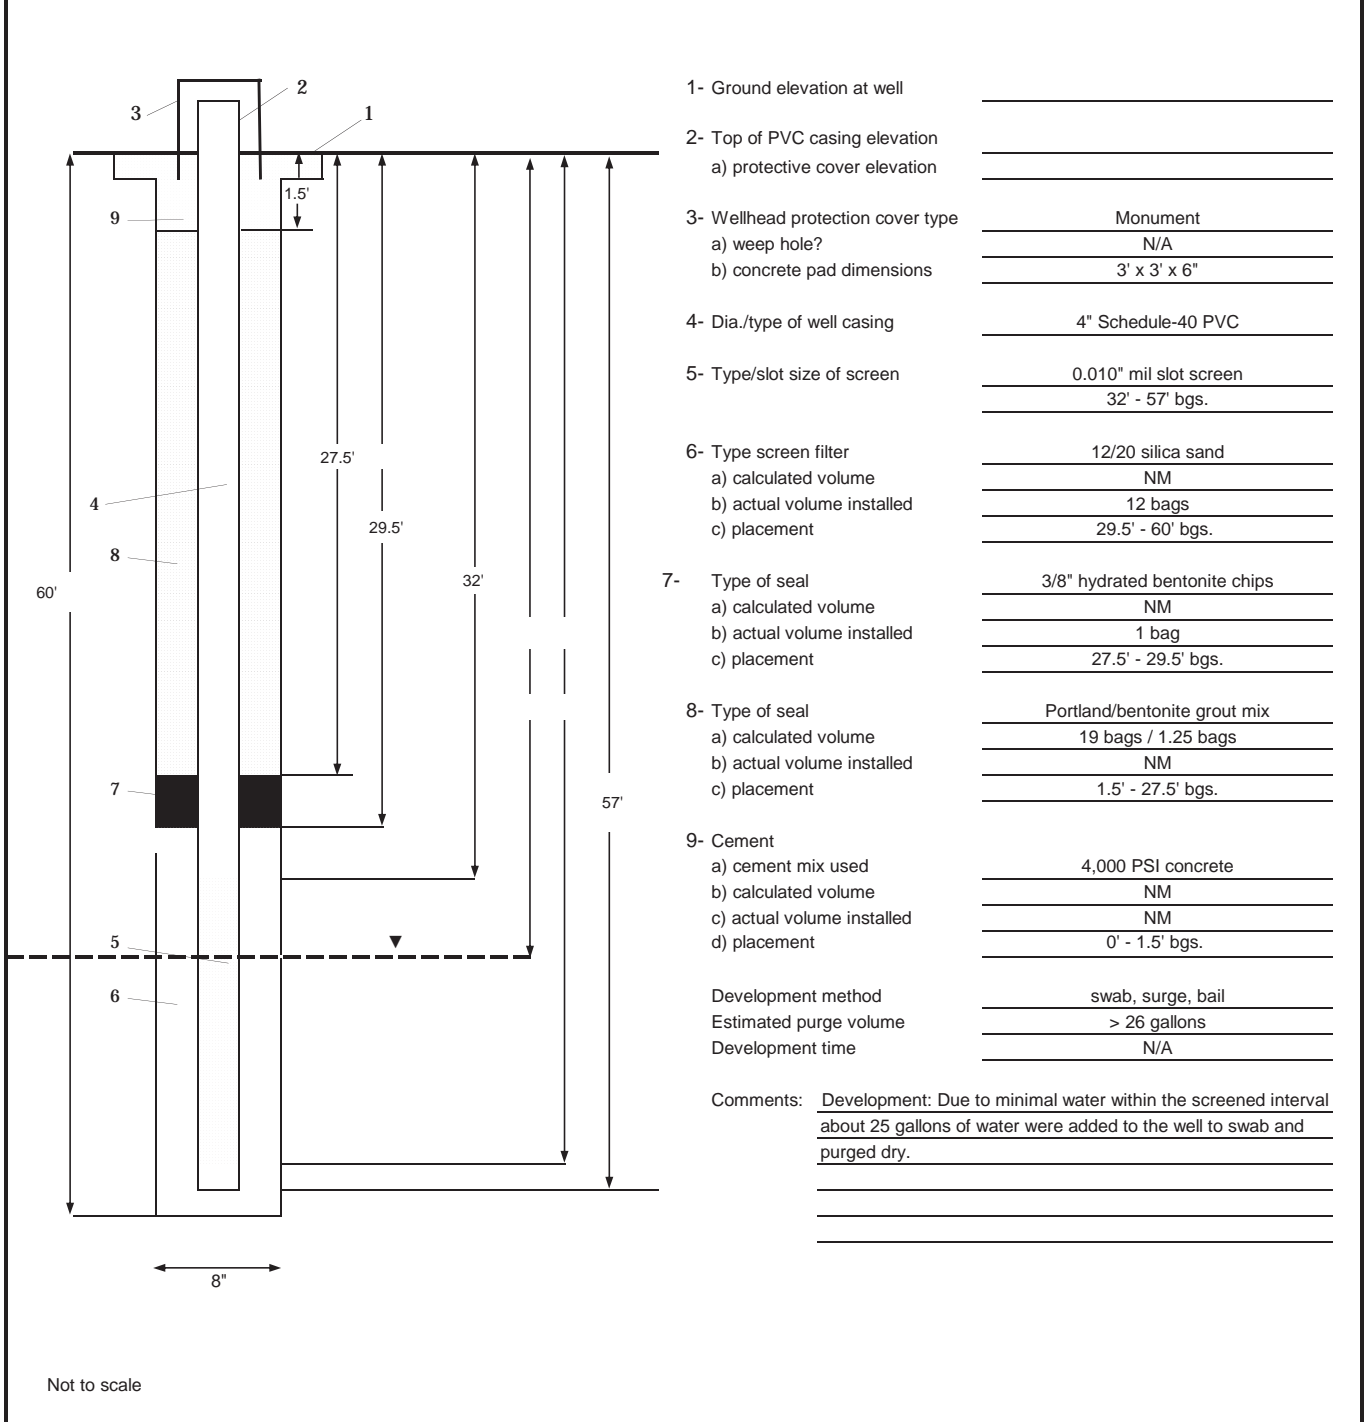 2
3
1
1.5'
9
27.5'
4
29.5'
8
32'
60'
7
57'
5
▼
6
8"
Not to scale
1- Ground elevation at well
2- Top of PVC casing elevation
a) protective cover elevation
3- Wellhead protection cover type Monument
a) weep hole? N/A
b) concrete pad dimensions 3' x 3' x 6"
4- Dia./type of well casing 4" Schedule-40 PVC
5- Type/slot size of screen 0.010" mil slot screen
32' - 57' bgs.
6- Type screen filter 12/20 silica sand
a) calculated volume NM
b) actual volume installed 12 bags
c) placement 29.5' - 60' bgs.
7- Type of seal 3/8" hydrated bentonite chips
a) calculated volume NM
b) actual volume installed 1 bag
c) placement 27.5' - 29.5' bgs.
8- Type of seal Portland/bentonite grout mix
a) calculated volume 19 bags / 1.25 bags
b) actual volume installed NM
c) placement 1.5' - 27.5' bgs.
9- Cement
a) cement mix used 4,000 PSI concrete
b) calculated volume NM
c) actual volume installed NM
d) placement 0' - 1.5' bgs.
Development method swab, surge, bail
Estimated purge volume > 26 gallons
Development time N/A
Comments: Development: Due to minimal water within the screened interval
about 25 gallons of water were added to the well to swab and
purged dry.